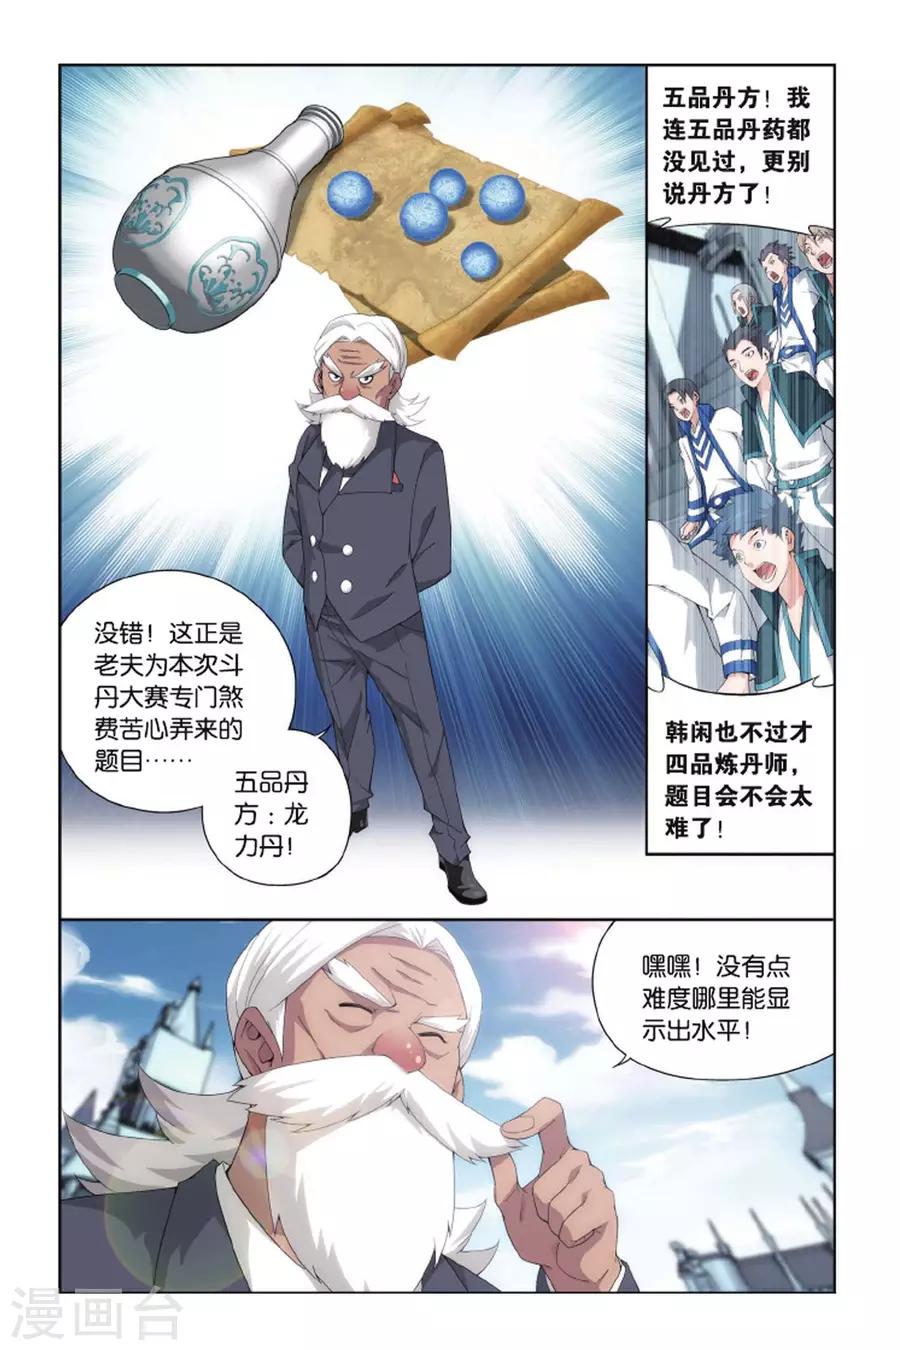 没错！这正是
老夫为本次斗
丹大赛专门煞
费苦心弄来的
题目……
五品丹
方：龙
力丹！
五品丹方！我
连五品丹药都
没见过，更别
说丹方了！
韩闲也不过才
四品炼丹师，
题目会不会太
难了！
嘿嘿！没有点
难度哪里能显
示出水平！
漫画台